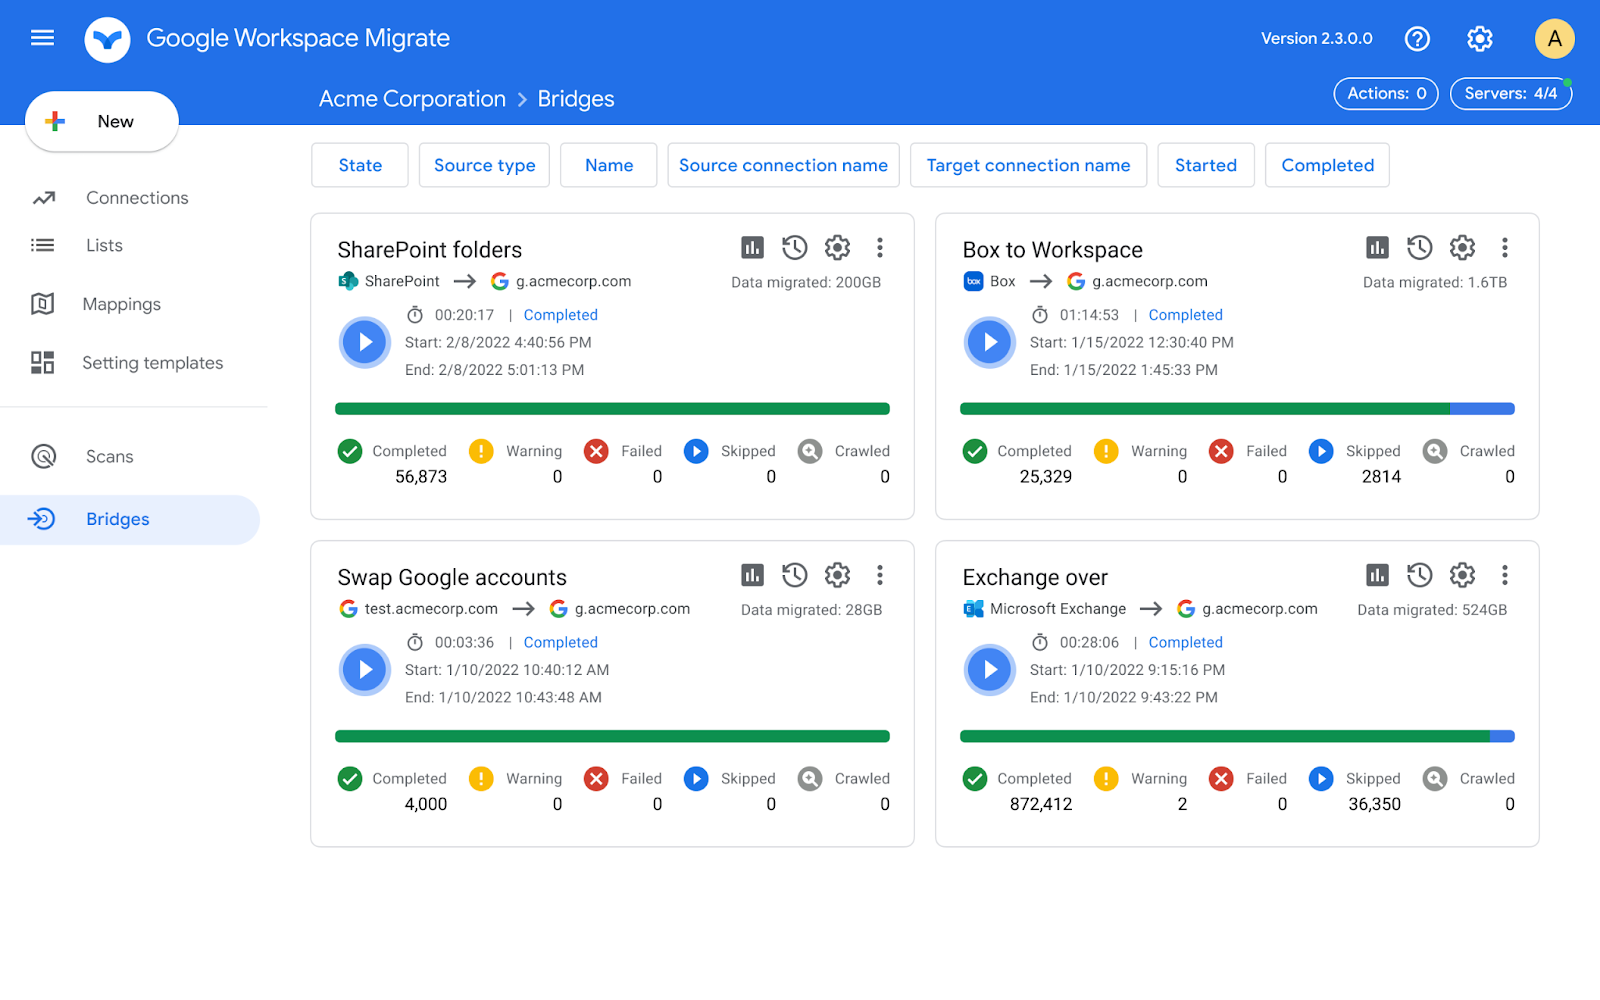 Google Workspace Migrate
Version 2.3.0.0
A
Acme Corporation > Bridges
Actions: 0
Servers: 4/4
New
Connections
Lists
Mappings
Setting templates
Scans
Bridges
State
Source type
Name
Source connection name
Target connection name
Started
Completed
SharePoint folders
SharePoint → g.acmecorp.com
Data migrated: 200GB
00:20:17 | Completed
Start: 2/8/2022 4:40:56 PM
End: 2/8/2022 5:01:13 PM
Completed Warning Failed Skipped Crawled
56,873 0 0 0 0
Box to Workspace
box Box → g.acmecorp.com
Data migrated: 1.6TB
01:14:53 | Completed
Start: 1/15/2022 12:30:40 PM
End: 1/15/2022 1:45:33 PM
Completed Warning Failed Skipped Crawled
25,329 0 0 2814 0
Swap Google accounts
test.acmecorp.com → g.acmecorp.com
Data migrated: 28GB
00:03:36 | Completed
Start: 1/10/2022 10:40:12 AM
End: 1/10/2022 10:43:48 AM
Completed Warning Failed Skipped Crawled
4,000 0 0 0 0
Exchange over
Microsoft Exchange → g.acmecorp.com
Data migrated: 524GB
00:28:06 | Completed
Start: 1/10/2022 9:15:16 PM
End: 1/10/2022 9:43:22 PM
Completed Warning Failed Skipped Crawled
872,412 2 0 36,350 0